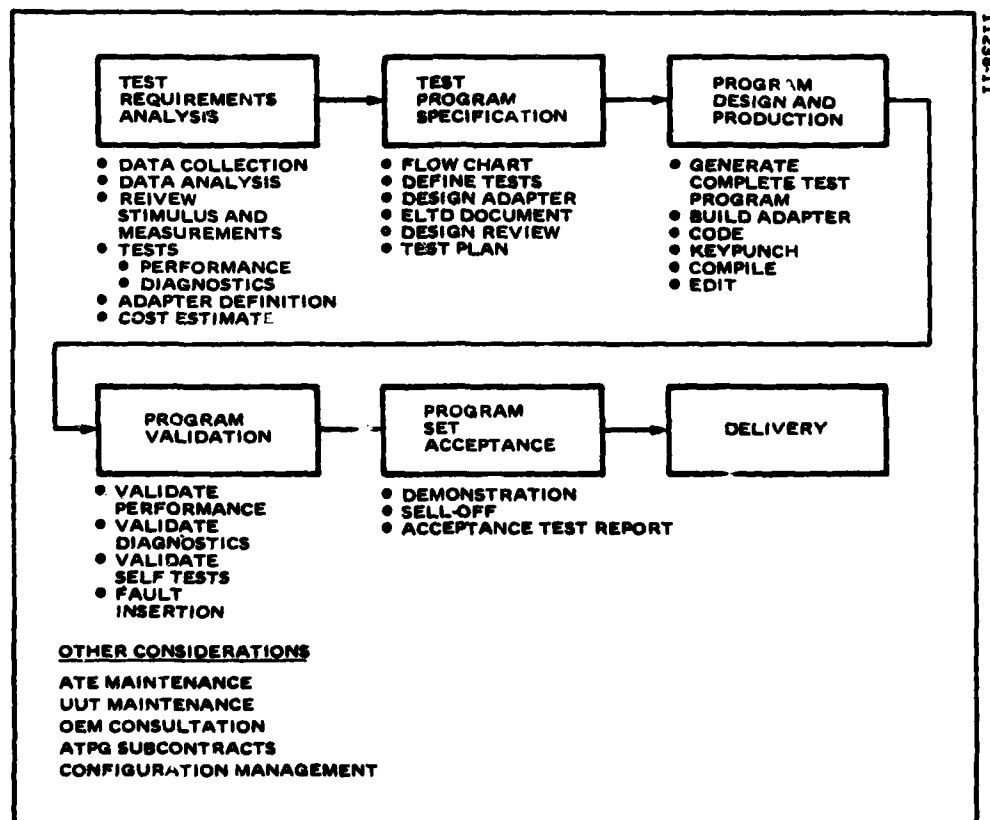 TEST
REQUIREMENTS
ANALYSIS
• DATA COLLECTION
• DATA ANALYSIS
• REIVEW
STIMULUS AND
MEASUREMENTS
• TESTS
• PERFORMANCE
• DIAGNOSTICS
• ADAPTER DEFINITION
• COST ESTIMATE
TEST
PROGRAM
SPECIFICATION
• FLOW CHART
• DEFINE TESTS
• DESIGN ADAPTER
• ELTD DOCUMENT
• DESIGN REVIEW
• TEST PLAN
PROGRAM
DESIGN AND
PRODUCTION
• GENERATE
COMPLETE TEST
PROGRAM
• BUILD ADAPTER
• CODE
• KEYPUNCH
• COMPILE
• EDIT
PROGRAM
VALIDATION
• VALIDATE
PERFORMANCE
• VALIDATE
DIAGNOSTICS
• VALIDATE
SELF TESTS
• FAULT
INSERTION
PROGRAM
SET
ACCEPTANCE
• DEMONSTRATION
• SELL-OFF
• ACCEPTANCE TEST REPORT
DELIVERY
OTHER CONSIDERATIONS
ATE MAINTENANCE
UUT MAINTENANCE
OEM CONSULTATION
ATPG SUBCONTRACTS
CONFIGURATION MANAGEMENT